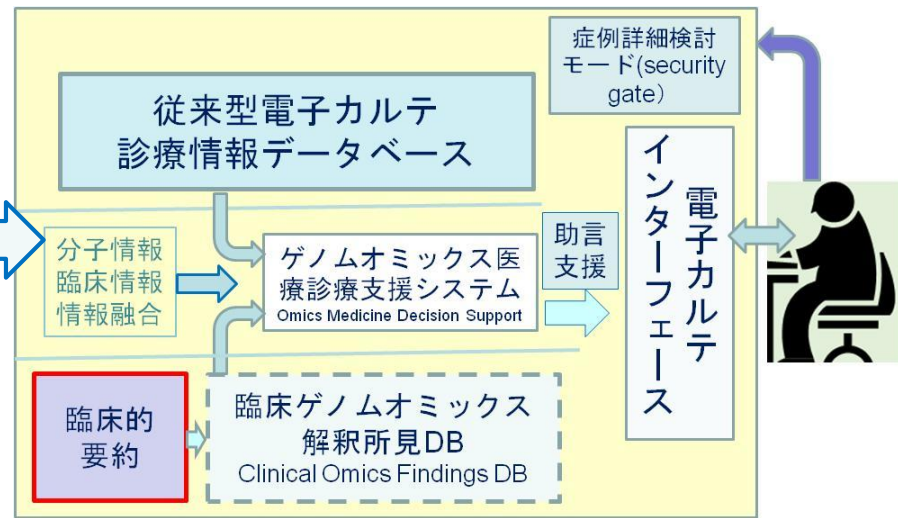 症例詳細検討
モード(security
gate)
従来型電子カルテ
診療情報データベース
電子カルテ
インターフェース
分子情報
臨床情報
情報融合
ゲノムオミックス医
療診療支援システム
Omics Medicine Decision Support
助言
支援
臨床的
要約
臨床ゲノムオミックス
解釈所見DB
Clinical Omics Findings DB